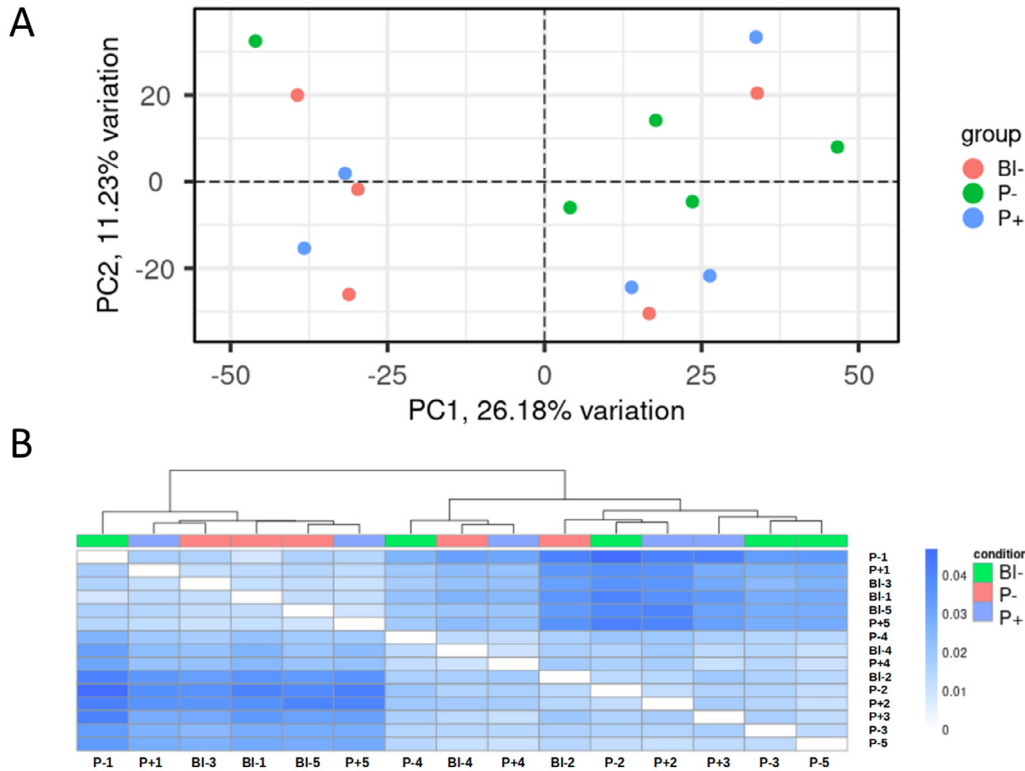 A
20
0
-20
PC2, 11.23% variation
-50 -25 0 25 50
PC1, 26.18% variation
group
Bl-
P-
P+
B
P-1
P+1
Bl-3
Bl-1
Bl-5
P+5
P-4
Bl-4
P+4
Bl-2
P-2
P+2
P+3
P-3
P-5
P-1 P+1 Bl-3 Bl-1 Bl-5 P+5 P-4 Bl-4 P+4 Bl-2 P-2 P+2 P+3 P-3 P-5
0.04
0.03
0.02
0.01
0
condition
Bl-
P-
P+